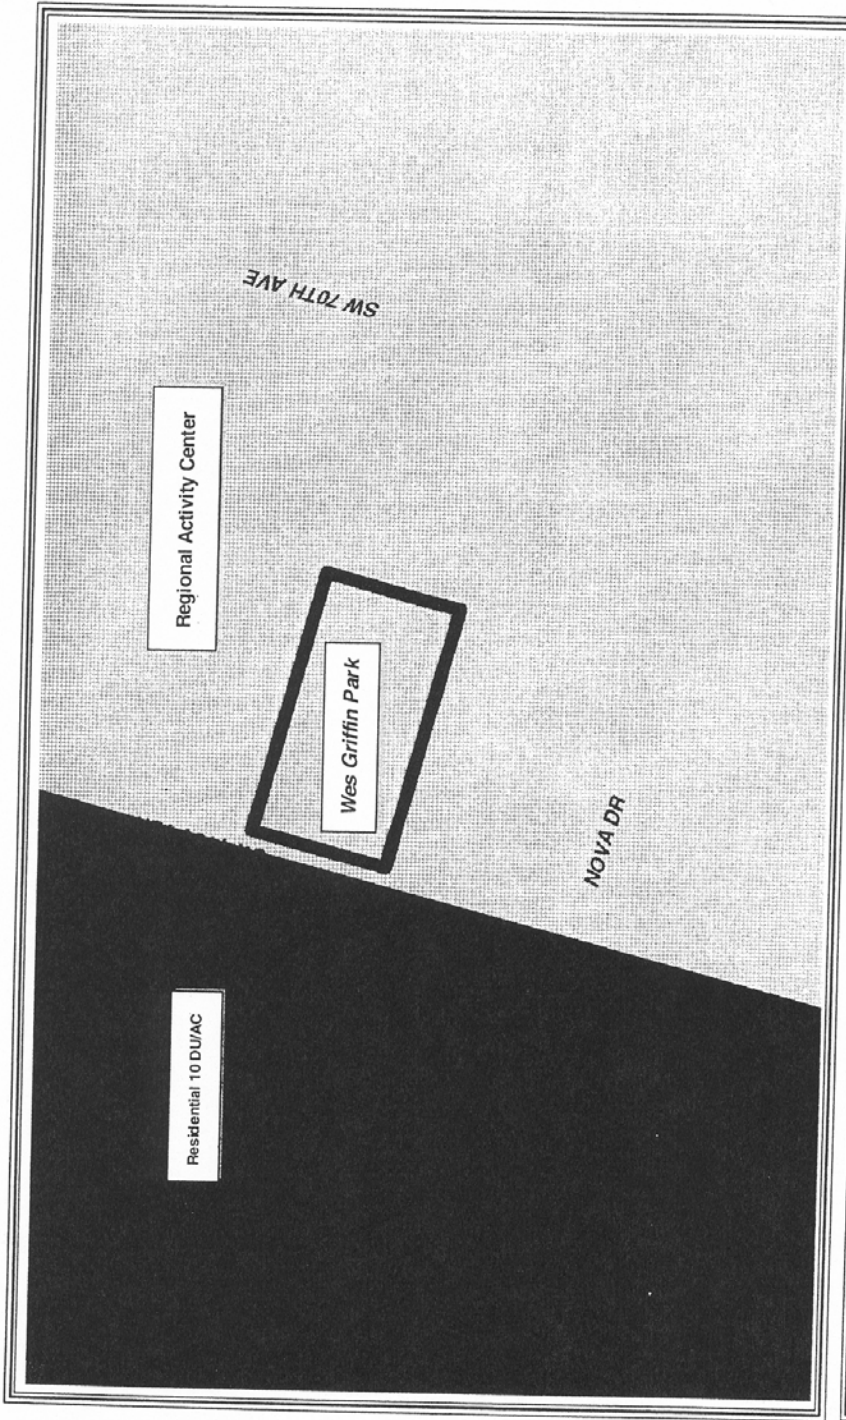 Residential 10 DU/AC
Regional Activity Center
Wes Griffin Park
SW 70TH AVE
NOVA DR